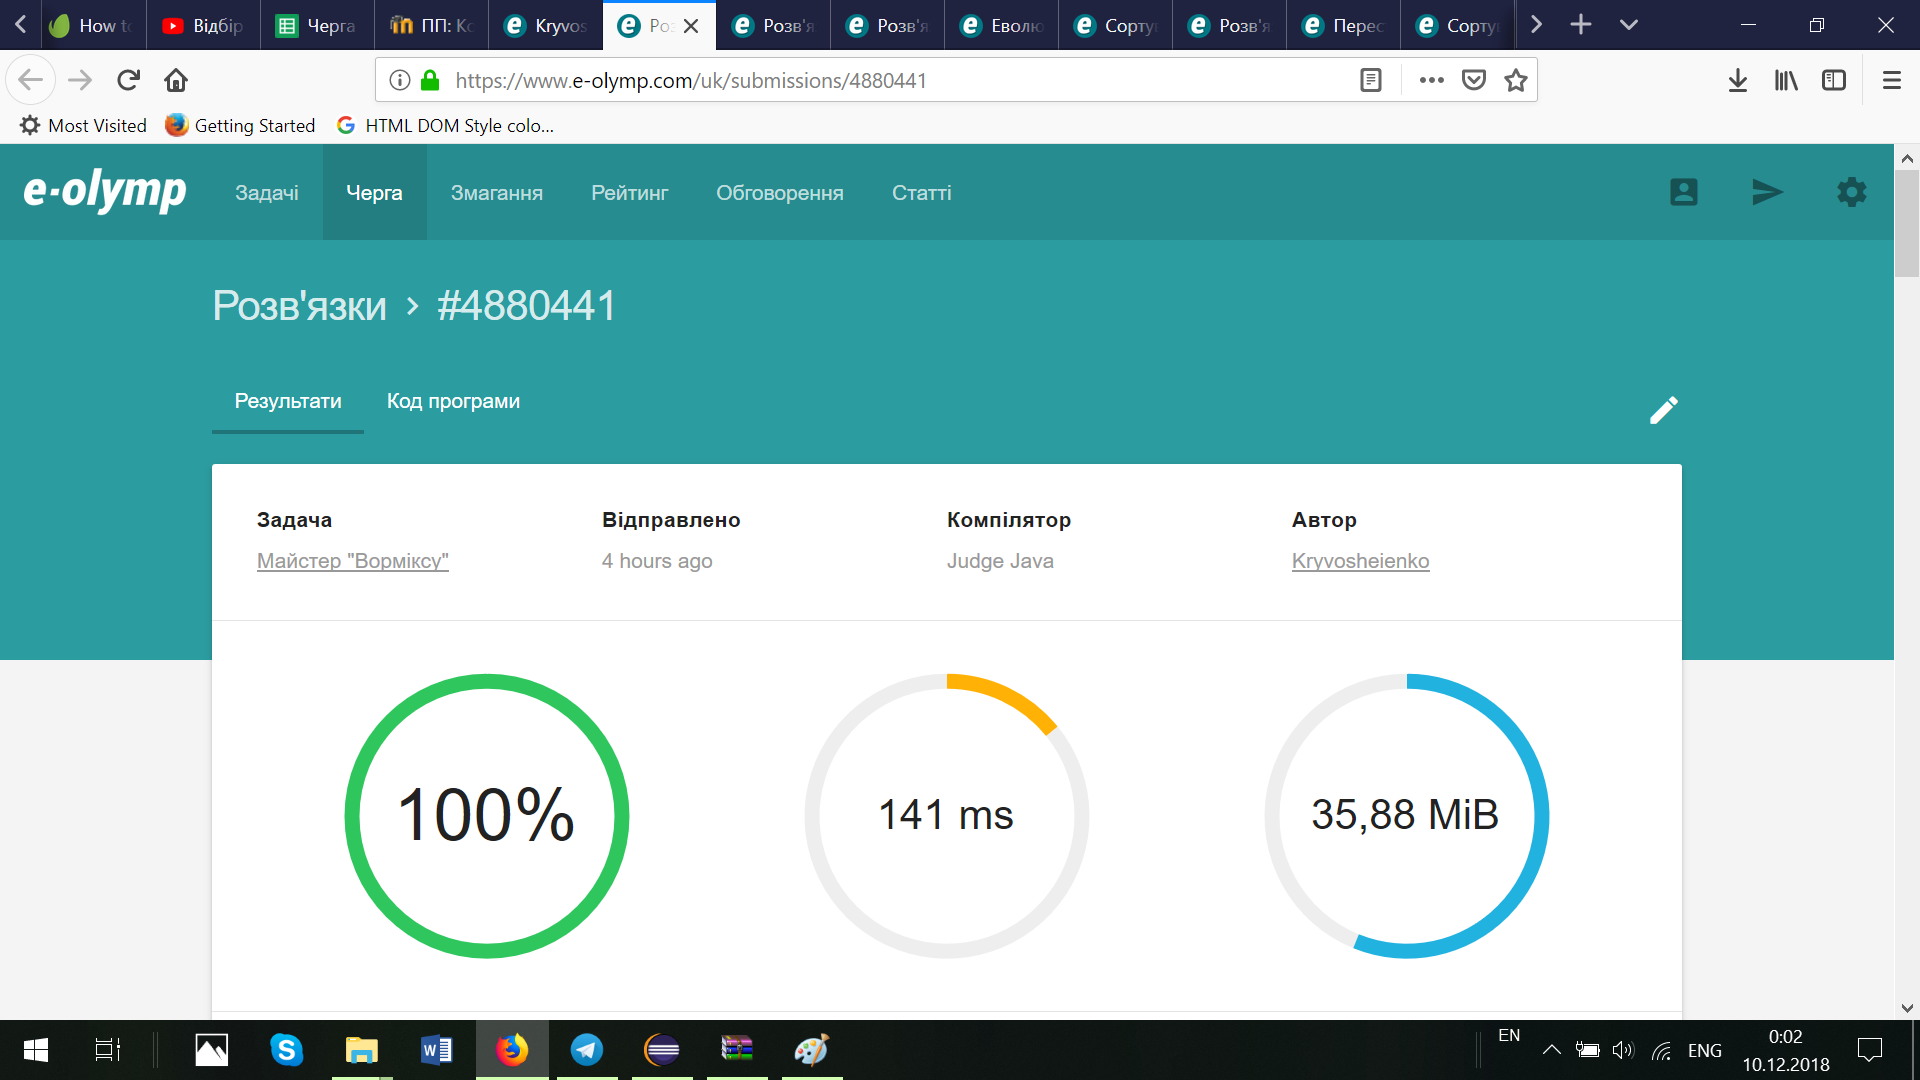 How t
Відбір
Черга
ПП: Ко
Kryvos
Роз
Розв'я
Розв'я
Еволю
Сорту
Розв'я
Перес
Сорту
https://www.e-olymp.com/uk/submissions/4880441
Most Visited
Getting Started
HTML DOM Style colo...
e-olymp
Задачі
Черга
Змагання
Рейтинг
Обговорення
Статті
Розв'язки › #4880441
Результати
Код програми
Задача
Відправлено
Компілятор
Автор
Майстер "Ворміксу"
4 hours ago
Judge Java
Kryvosheienko
100%
141 ms
35,88 MiB
EN
ENG
0:02
10.12.2018